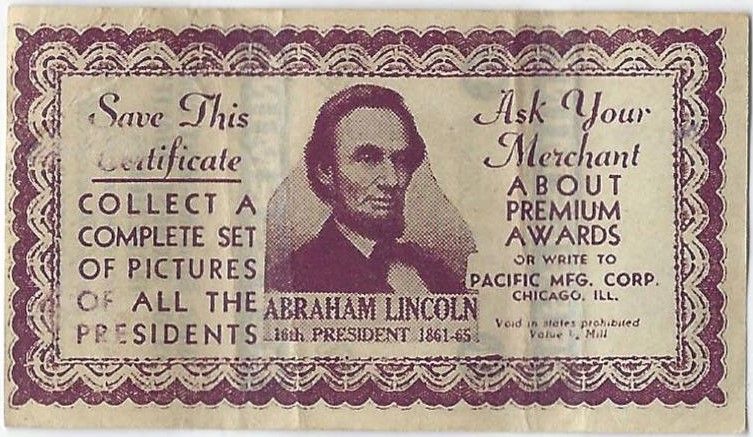 Save This
Certificate
COLLECT A
COMPLETE SET
OF PICTURES
OF ALL THE
PRESIDENTS
ABRAHAM LINCOLN
16th PRESIDENT 1861-65
Ask Your
Merchant
ABOUT
PREMIUM
AWARDS
OR WRITE TO
PACIFIC MFG. CORP.
CHICAGO, ILL.
Void in states prohibited
Value Mill